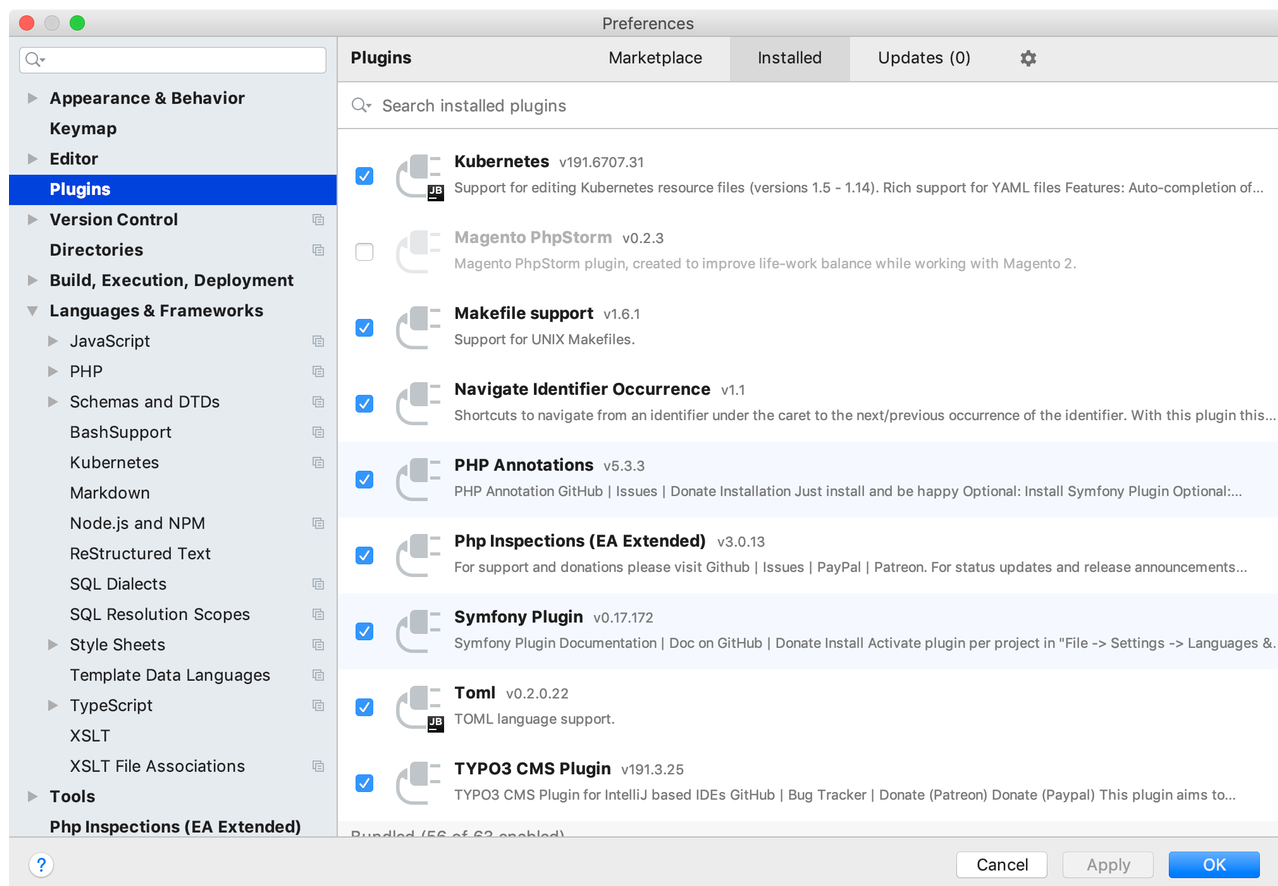 Preferences
Plugins
Marketplace
Installed
Updates (0)
Appearance & Behavior
Keymap
Editor
Plugins
Version Control
Directories
Build, Execution, Deployment
Languages & Frameworks
JavaScript
PHP
Schemas and DTDs
BashSupport
Kubernetes
Markdown
Node.js and NPM
ReStructured Text
SQL Dialects
SQL Resolution Scopes
Style Sheets
Template Data Languages
TypeScript
XSLT
XSLT File Associations
Tools
Php Inspections (EA Extended)
Search installed plugins
Kubernetes v191.6707.31
JB
Support for editing Kubernetes resource files (versions 1.5 - 1.14). Rich support for YAML files Features: Auto-completion of...
Magento PhpStorm v0.2.3
Magento PhpStorm plugin, created to improve life-work balance while working with Magento 2.
Makefile support v1.6.1
Support for UNIX Makefiles.
Navigate Identifier Occurrence v1.1
Shortcuts to navigate from an identifier under the caret to the next/previous occurrence of the identifier. With this plugin this...
PHP Annotations v5.3.3
PHP Annotation GitHub | Issues | Donate Installation Just install and be happy Optional: Install Symfony Plugin Optional:...
Php Inspections (EA Extended) v3.0.13
For support and donations please visit Github | Issues | PayPal | Patreon. For status updates and release announcements...
Symfony Plugin v0.17.172
Symfony Plugin Documentation | Doc on GitHub | Donate Install Activate plugin per project in "File -> Settings -> Languages &.
Toml v0.2.0.22
JB
TOML language support.
TYPO3 CMS Plugin v191.3.25
TYPO3 CMS Plugin for IntelliJ based IDEs GitHub | Bug Tracker | Donate (Patreon) Donate (Paypal) This plugin aims to...
Bundled (56 of 63 enabled)
?
Cancel
Apply
OK